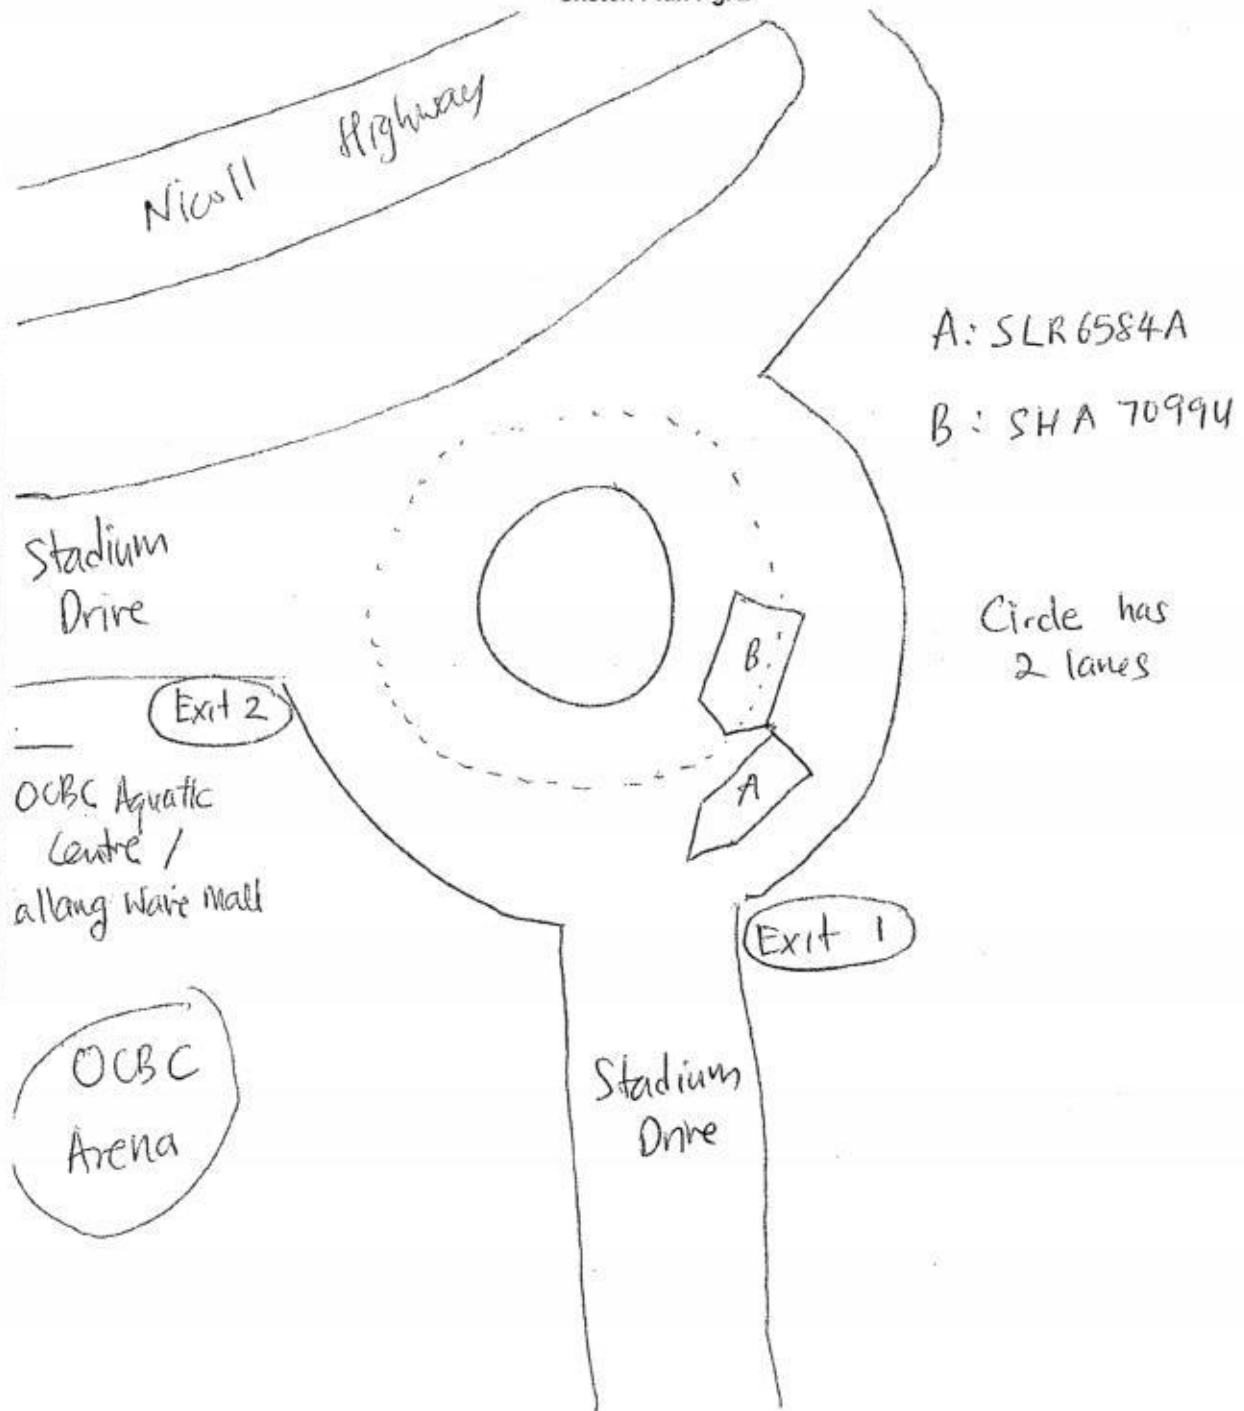 Nicoll Highway
A: SLR6584A
B: SHA 7099U
Stadium
Drive
Circle has
2 lanes
B
Exit 2
A
OCBC Aquatic
Centre /
allang Wave Mall
Exit 1
OCBC
Arena
Stadium
Drive